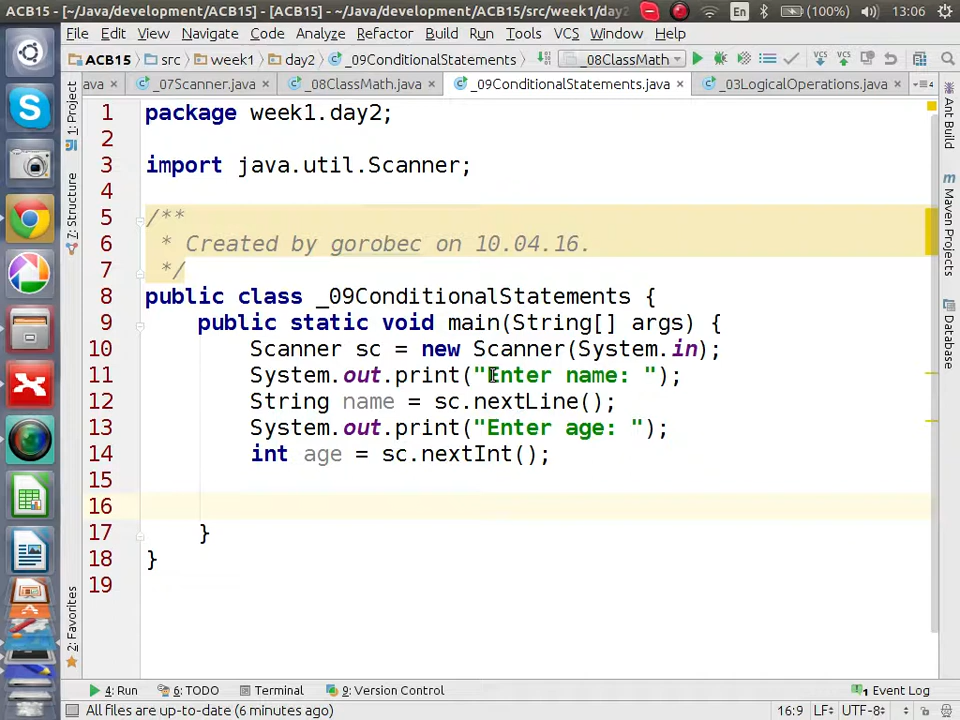 ACB15 - [~/Java/development/ACB15] - [ACB15] - ~/Java/development/ACB15/src/week1/day2
En (100%) 13:06
File Edit View Navigate Code Analyze Refactor Build Run Tools VCS Window Help
ACB15 src week1 day2 _09ConditionalStatements _08ClassMath VCS VCS
ava _07Scanner.java _08ClassMath.java _09ConditionalStatements.java _03LogicalOperations.java 4
1: Project
7: Structure
2: Favorites
1 package week1.day2;
2
3 import java.util.Scanner;
4
5 /**
6 * Created by gorobec on 10.04.16.
7 */
8 public class _09ConditionalStatements {
9 public static void main(String[] args) {
10 Scanner sc = new Scanner(System.in);
11 System.out.print("Enter name: ");
12 String name = sc.nextLine();
13 System.out.print("Enter age: ");
14 int age = sc.nextInt();
15
16
17 }
18 }
19
Ant Build
Maven Projects
Database
4: Run 6: TODO Terminal 9: Version Control 1 Event Log
All files are up-to-date (6 minutes ago) 16:9 LF UTF-8